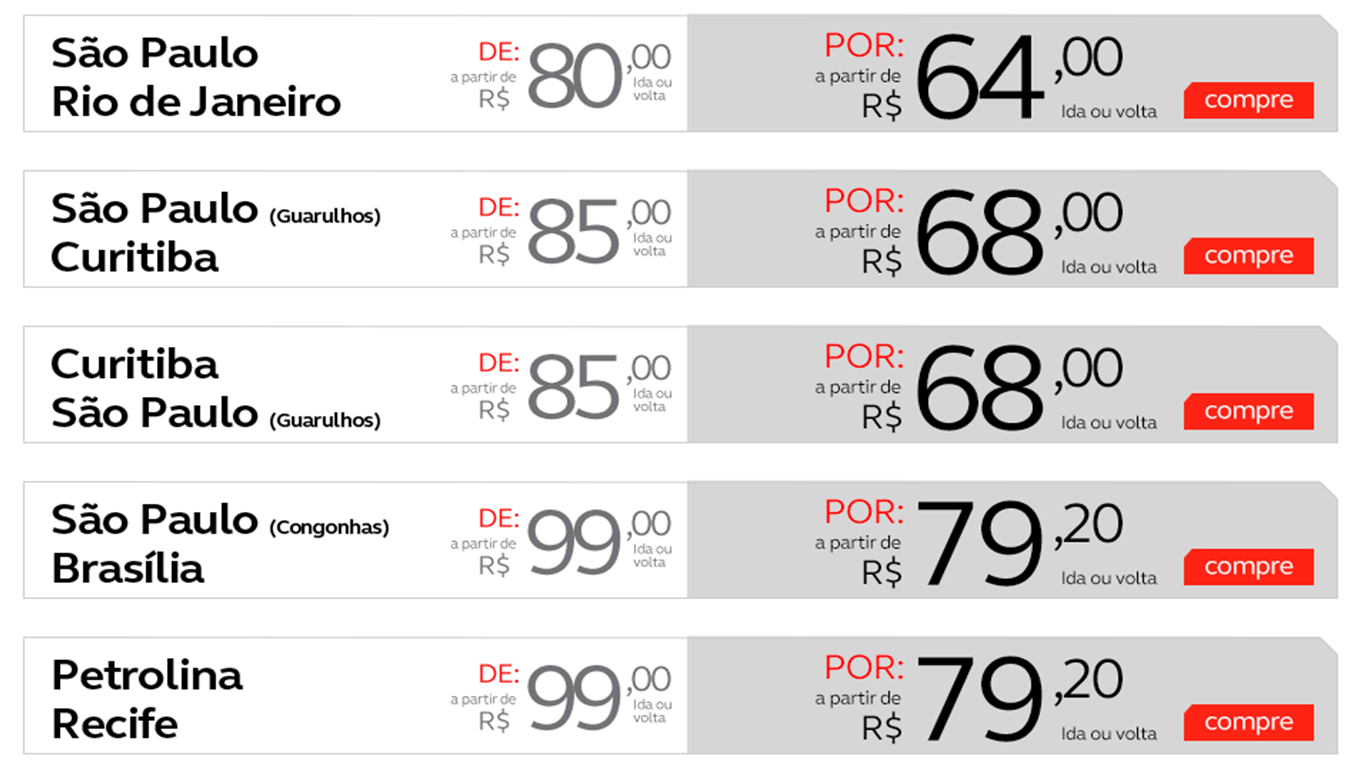 São Paulo
Rio de Janeiro
DE:
a partir de
R$ 80,00
Ida ou
volta
POR:
a partir de
R$ 64,00
Ida ou volta
compre
São Paulo (Guarulhos)
Curitiba
DE:
a partir de
R$ 85,00
Ida ou
volta
POR:
a partir de
R$ 68,00
Ida ou volta
compre
Curitiba
São Paulo (Guarulhos)
DE:
a partir de
R$ 85,00
Ida ou
volta
POR:
a partir de
R$ 68,00
Ida ou volta
compre
São Paulo (Congonhas)
Brasília
DE:
a partir de
R$ 99,00
Ida ou
volta
POR:
a partir de
R$ 79,20
Ida ou volta
compre
Petrolina
Recife
DE:
a partir de
R$ 99,00
Ida ou
volta
POR:
a partir de
R$ 79,20
Ida ou volta
compre